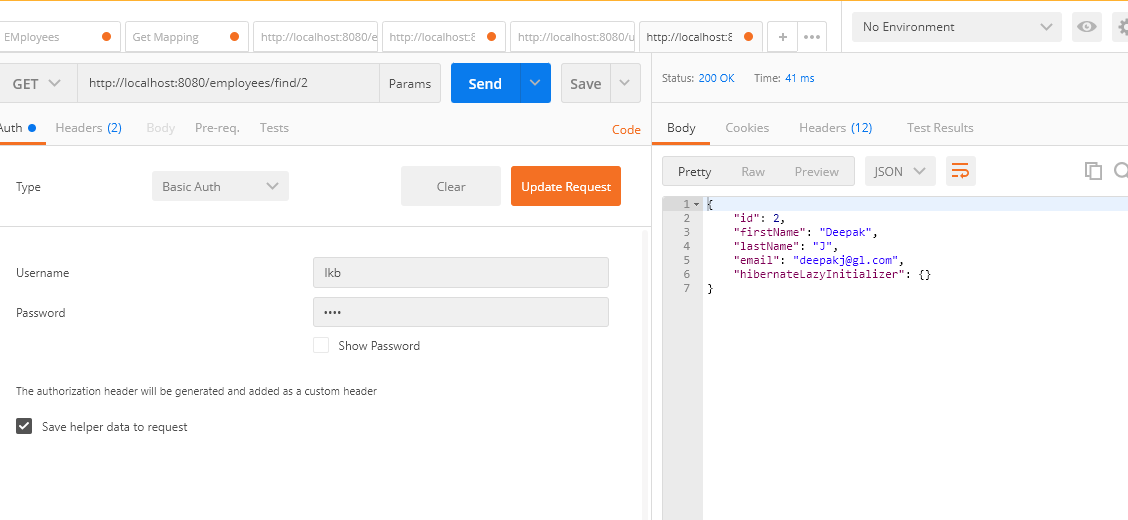 EMployees Get Mapping http://localhost:8080/e http://localhost:8 http://localhost:8080/u http://localhost:8 + ••• No Environment
GET http://localhost:8080/employees/find/2 Params Send Save
Status: 200 OK Time: 41 ms
Auth Headers (2) Body Pre-req. Tests Code
Body Cookies Headers (12) Test Results
Type Basic Auth Clear Update Request
Pretty Raw Preview JSON
Username lkb
Password ••••
Show Password
The authorization header will be generated and added as a custom header
Save helper data to request
1 {
2 "id": 2,
3 "firstName": "Deepak",
4 "lastName": "J",
5 "email": "deepakj@gl.com",
6 "hibernateLazyInitializer": {}
7 }